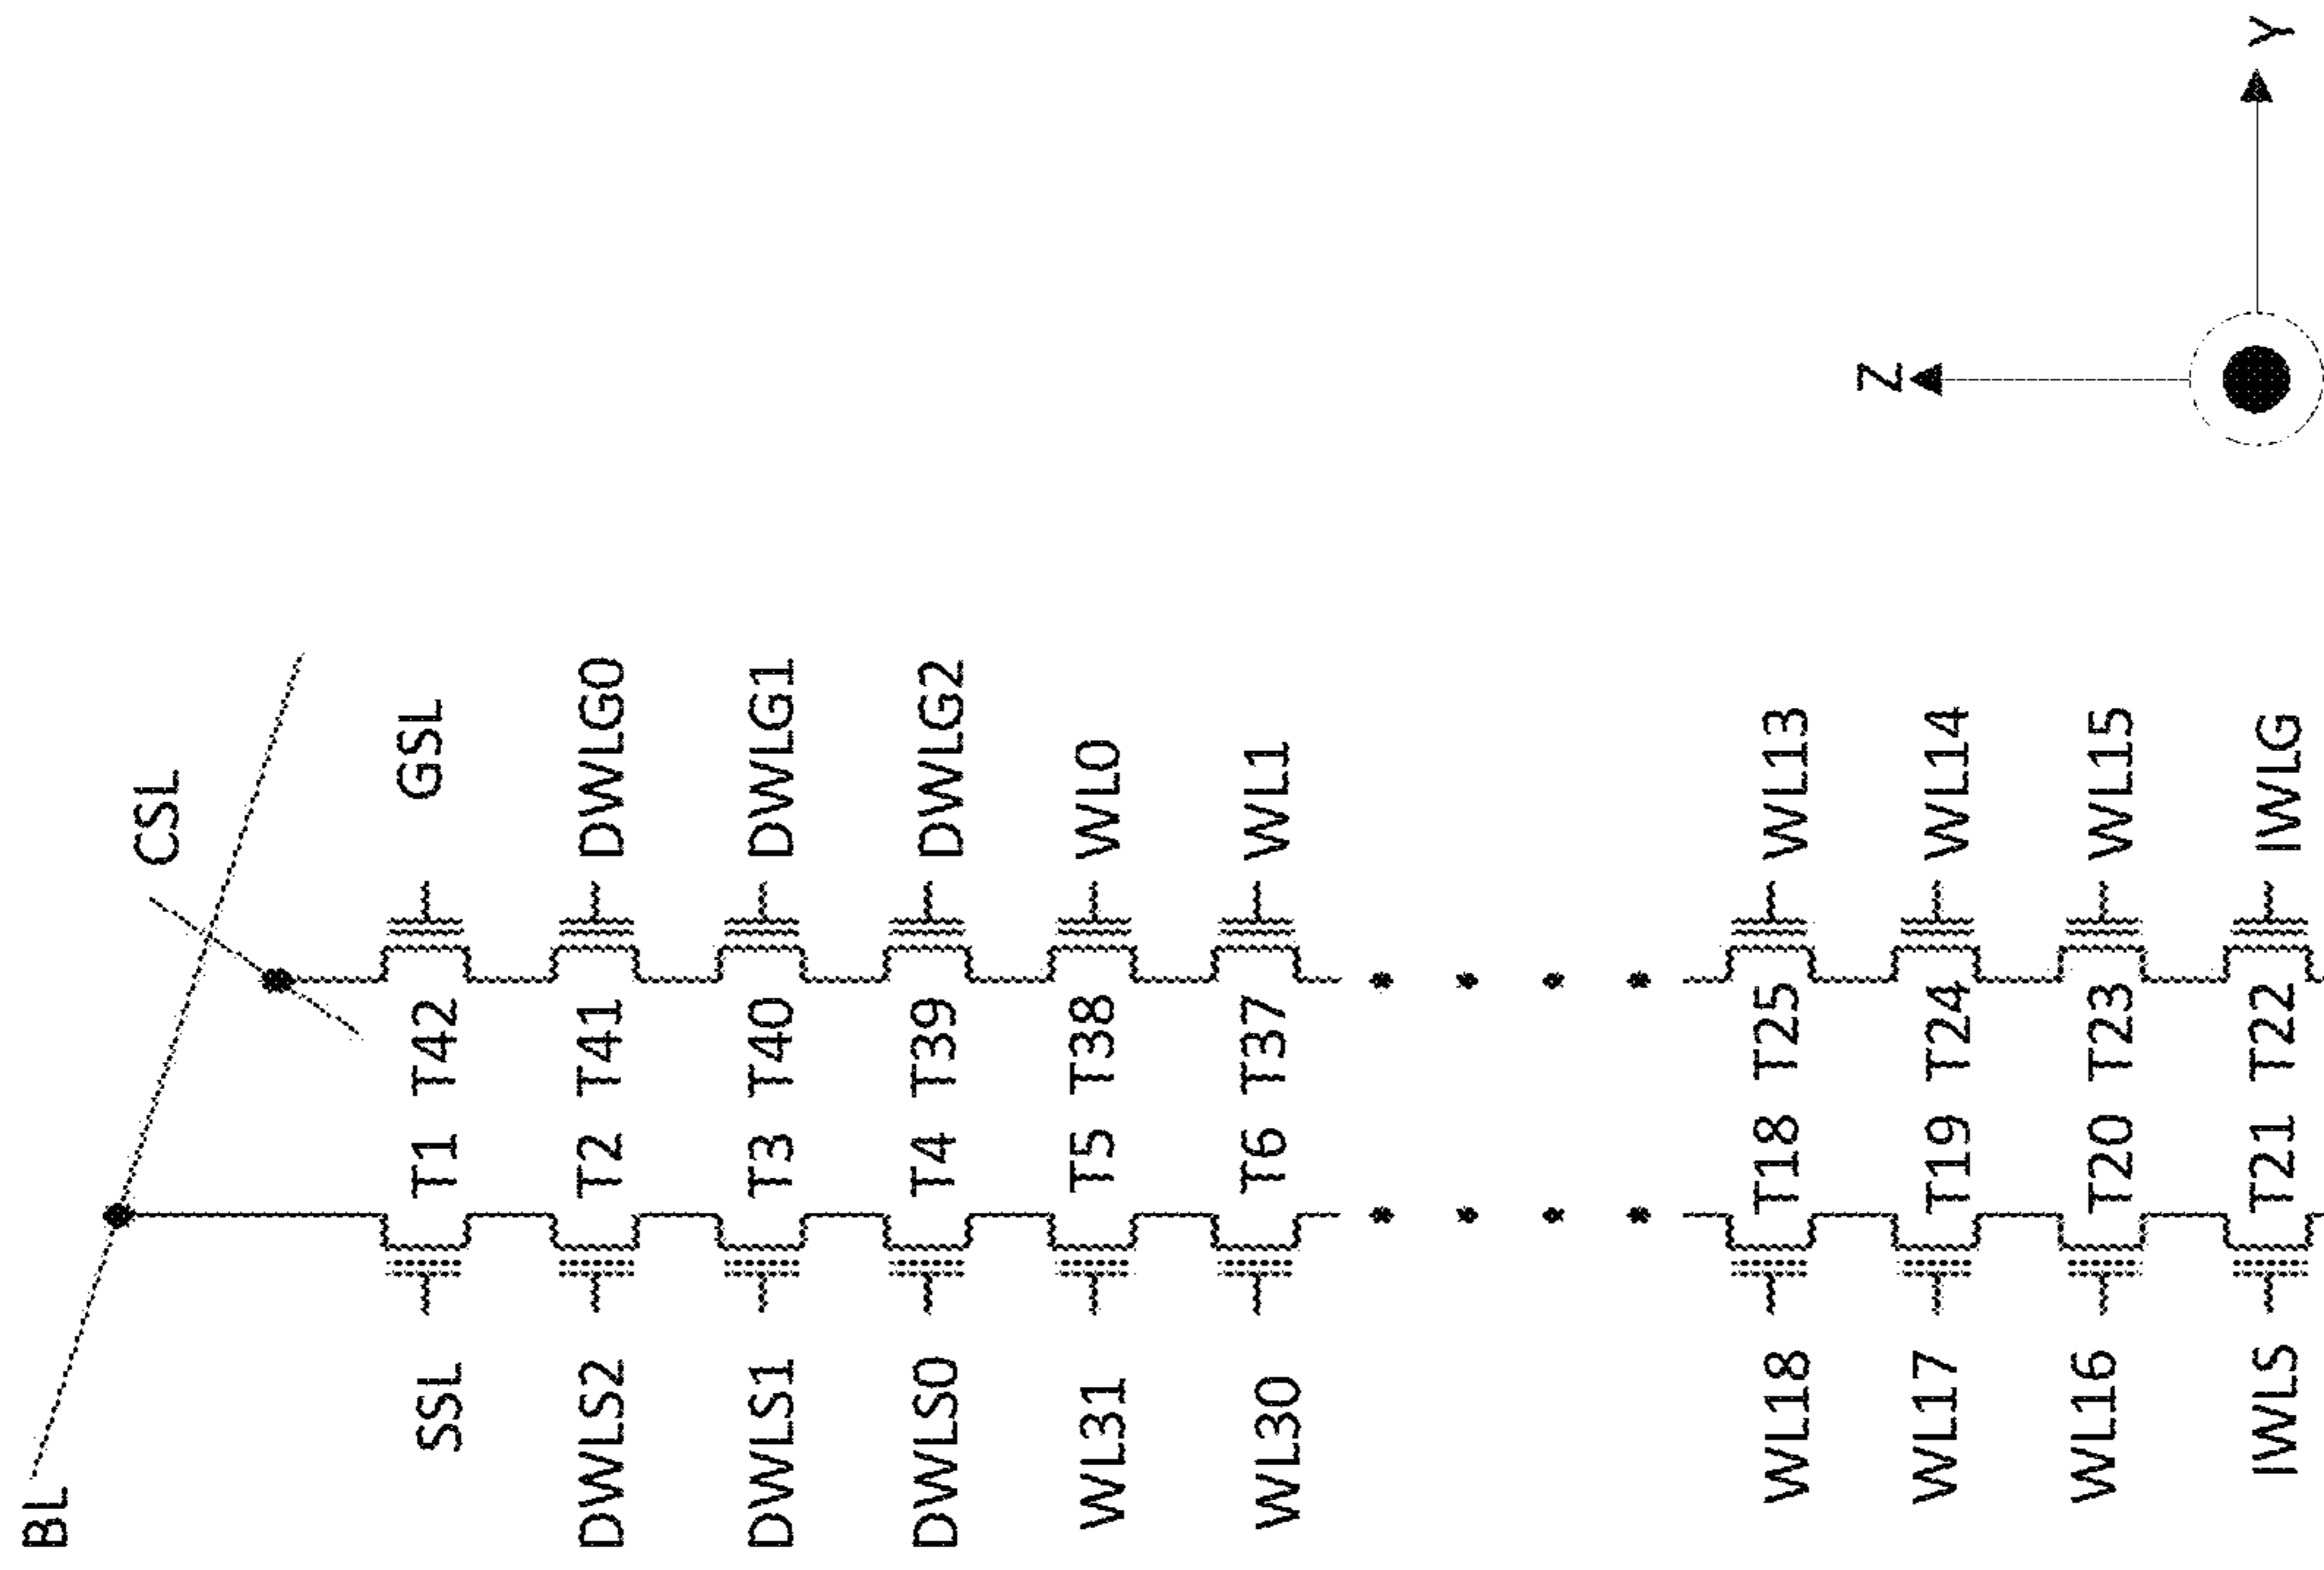 BL
CSL
SSL T1 T42 GSL
DWLS2 T2 T41 DWLG0
DWLS1 T3 T40 DWLG1
DWLS0 T4 T39 DWLG2
WL31 T5 T38 WL0
WL30 T6 T37 WL1
WL18 T18 T25 WL13
WL17 T19 T24 WL14
WL16 T20 T23 WL15
IWLS T21 T22 IWLG
Z
Y